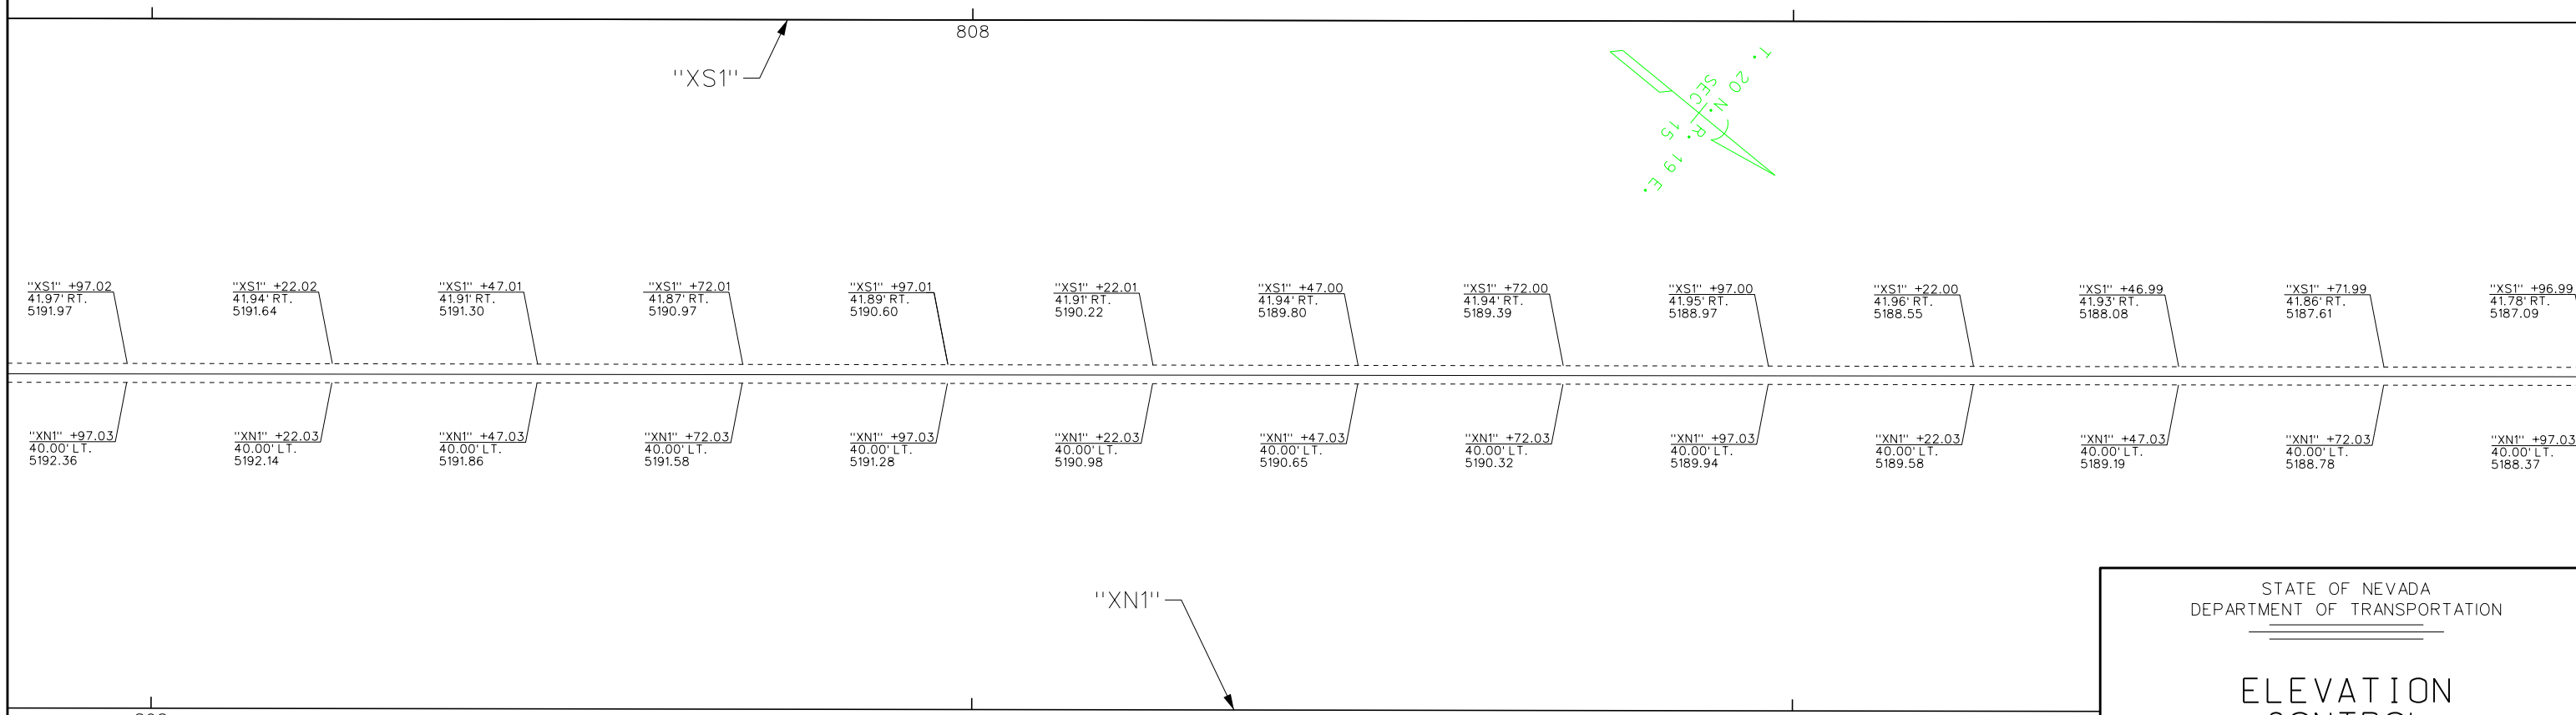 808
"XS1"
T. 20 N. R. 19 E.
SEC 15
"XS1" +97.02
41.97' RT.
5191.97
"XS1" +22.02
41.94' RT.
5191.64
"XS1" +47.01
41.91' RT.
5191.30
"XS1" +72.01
41.87' RT.
5190.97
"XS1" +97.01
41.89' RT.
5190.60
"XS1" +22.01
41.91' RT.
5190.22
"XS1" +47.00
41.94' RT.
5189.80
"XS1" +72.00
41.94' RT.
5189.39
"XS1" +97.00
41.95' RT.
5188.97
"XS1" +22.00
41.96' RT.
5188.55
"XS1" +46.99
41.93' RT.
5188.08
"XS1" +71.99
41.86' RT.
5187.61
"XS1" +96.99
41.78' RT.
5187.09
"XN1" +97.03
40.00' LT.
5192.36
"XN1" +22.03
40.00' LT.
5192.14
"XN1" +47.03
40.00' LT.
5191.86
"XN1" +72.03
40.00' LT.
5191.58
"XN1" +97.03
40.00' LT.
5191.28
"XN1" +22.03
40.00' LT.
5190.98
"XN1" +47.03
40.00' LT.
5190.65
"XN1" +72.03
40.00' LT.
5190.32
"XN1" +97.03
40.00' LT.
5189.94
"XN1" +22.03
40.00' LT.
5189.58
"XN1" +47.03
40.00' LT.
5189.19
"XN1" +72.03
40.00' LT.
5188.78
"XN1" +97.03
40.00' LT.
5188.37
"XN1"
STATE OF NEVADA
DEPARTMENT OF TRANSPORTATION
ELEVATION